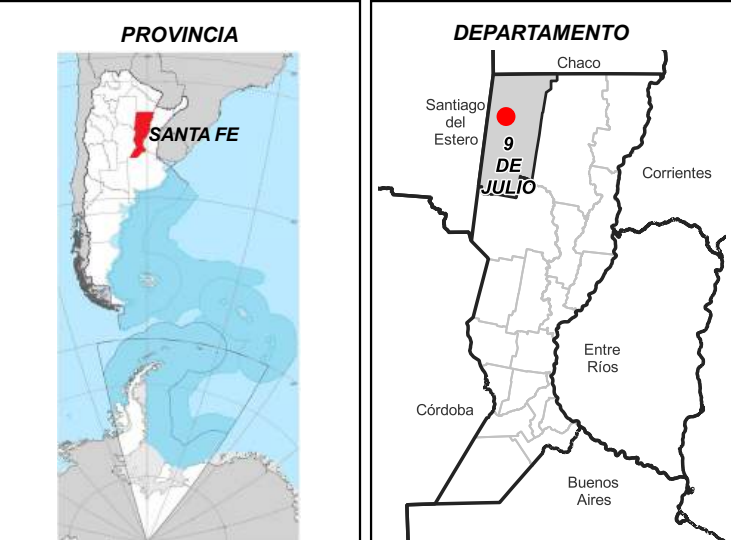 PROVINCIA
SANTA FE
DEPARTAMENTO
Chaco
Santiago
del
Estero
9
DE
JULIO
Corrientes
Entre
Ríos
Córdoba
Buenos
Aires